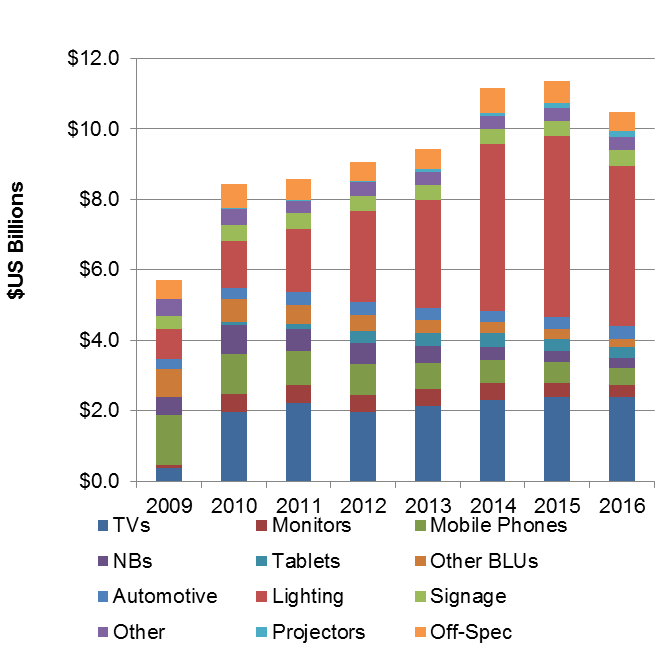 $US Billions
$12.0
$10.0
$8.0
$6.0
$4.0
$2.0
$0.0
2009 2010 2011 2012 2013 2014 2015 2016
TVs Monitors Mobile Phones
NBs Tablets Other BLUs
Automotive Lighting Signage
Other Projectors Off-Spec